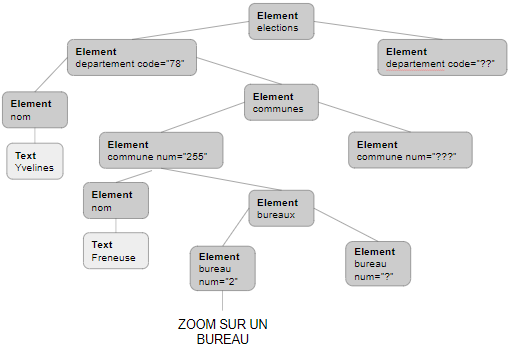 Element
elections
Element
departement code="78"
Element
departement code="??"
Element
nom
Element
communes
Text
Yvelines
Element
commune num="255"
Element
commune num="???"
Element
nom
Element
bureaux
Text
Freneuse
Element
bureau
num="2"
Element
bureau
num="?"
ZOOM SUR UN
BUREAU